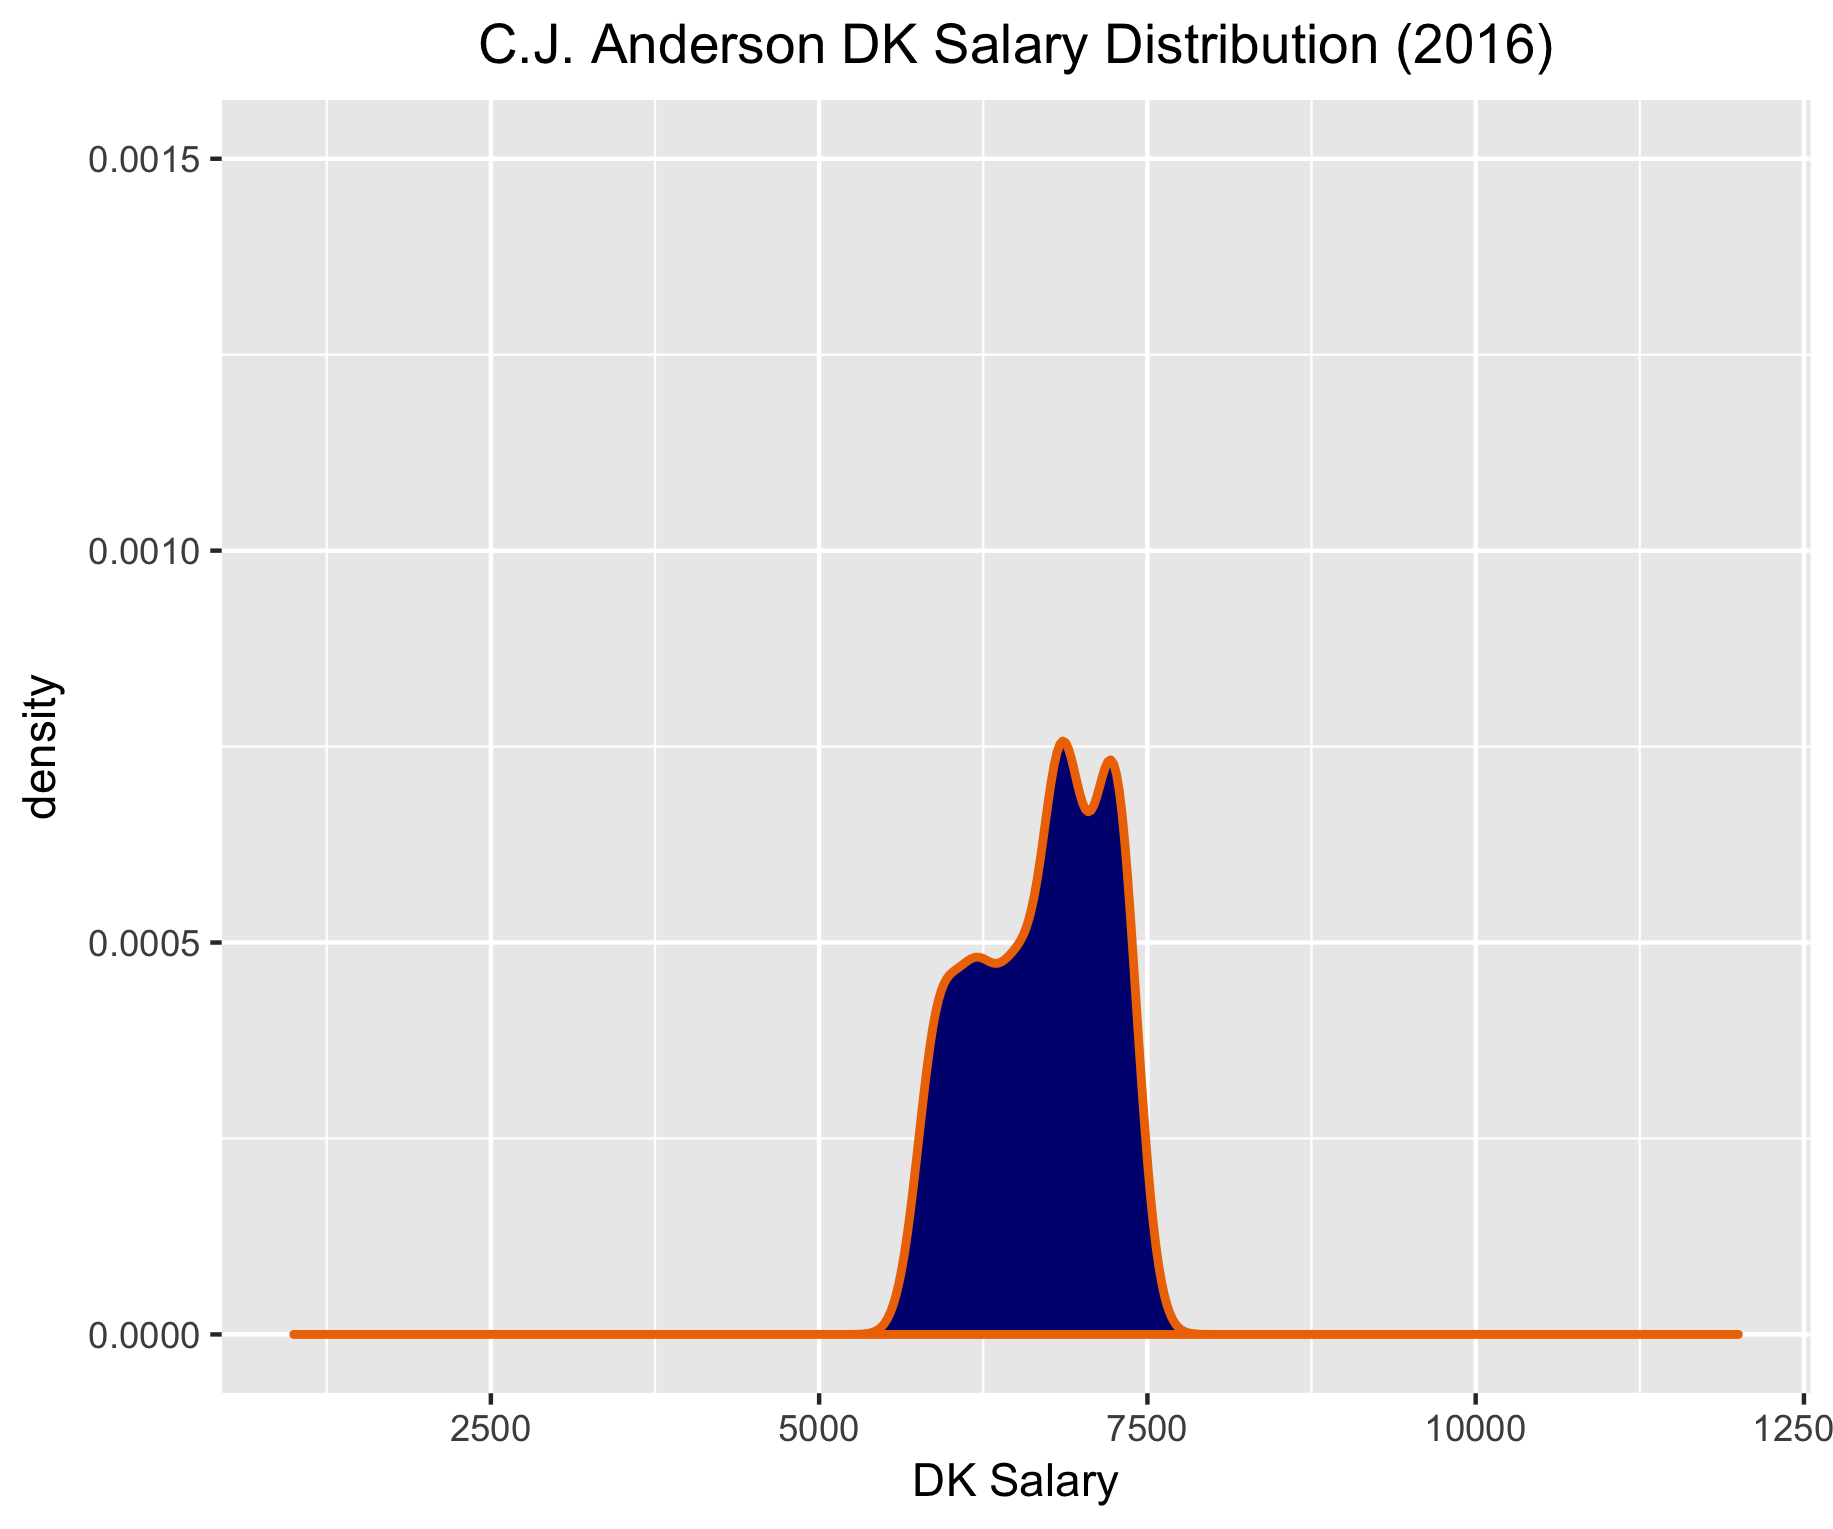 C.J. Anderson DK Salary Distribution (2016)
0.0015
0.0010
0.0005
0.0000
density
2500 5000 7500 10000 1250
DK Salary